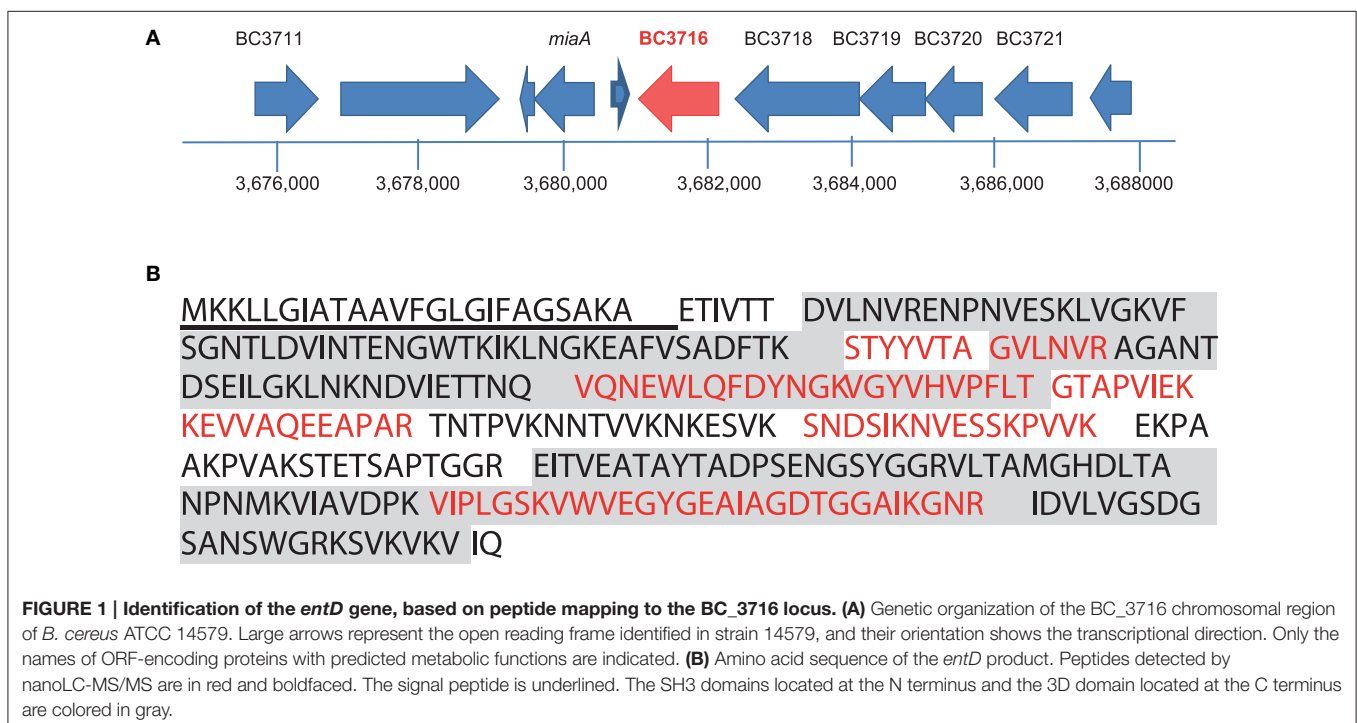 A
BC3711 miaA BC3716 BC3718 BC3719 BC3720 BC3721
3,676,000 3,678,000 3,680,000 3,682,000 3,684,000 3,686,000 3,688000
B
MKKLLGIATAAVFGLGIFAGSAKA ETIVTT DVLNVRENPNVESKLVGKVF
SGNTLDVINTENGWTKIKLNGKEAFVSADFTK STYYVTA GVLNVR AGANT
DSEILGKLNKNDVIETTNQ VQNEWLQFDYNGKVGYVHVPFLT GTAPVIEK
KEVVAQEEAPAR TNTPVKNNTVVKNKESVK SNDSIKNVESSKPVVK EKPA
AKPVAKSTETSAPTGGR EITVEATAYTADPSENGSYGGRVLTAMGHDLTA
NPNMKVIAVDPK VIPLGSKVWVEGYGEAIAGDTGGAIKGNR IDVLVGSDG
SANSWGRKSVKVKV IQ
FIGURE 1 | Identification of the entD gene, based on peptide mapping to the BC_3716 locus. (A) Genetic organization of the BC_3716 chromosomal region
of B. cereus ATCC 14579. Large arrows represent the open reading frame identified in strain 14579, and their orientation shows the transcriptional direction. Only the
names of ORF-encoding proteins with predicted metabolic functions are indicated. (B) Amino acid sequence of the entD product. Peptides detected by
nanoLC-MS/MS are in red and boldfaced. The signal peptide is underlined. The SH3 domains located at the N terminus and the 3D domain located at the C terminus
are colored in gray.